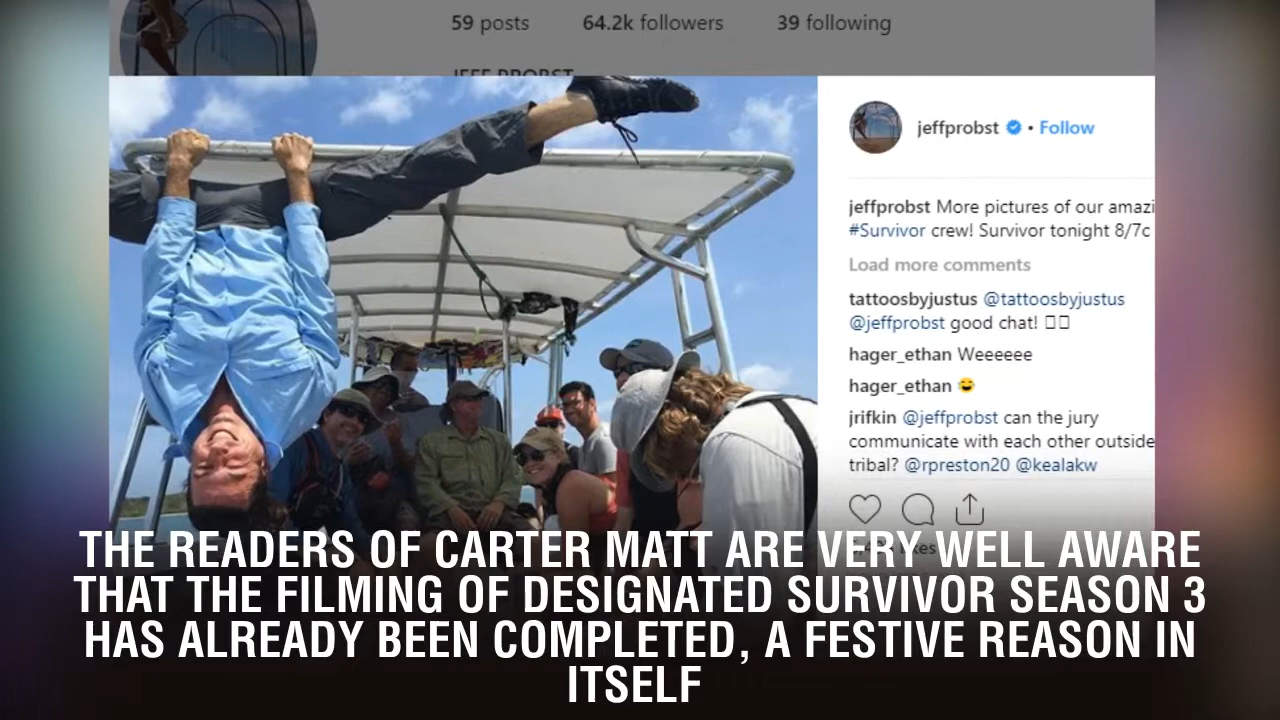 59 posts 64.2k followers 39 following
JEFF PROBST
jeffprobst • Follow
jeffprobst More pictures of our amazi
#Survivor crew! Survivor tonight 8/7c
Load more comments
tattoosbyjustus @tattoosbyjustus
@jeffprobst good chat!
hager_ethan Weeeeee
hager_ethan 😄
jrifkin @jeffprobst can the jury
communicate with each other outside
tribal? @rpreston20 @kealakw
likes
THE READERS OF CARTER MATT ARE VERY WELL AWARE
THAT THE FILMING OF DESIGNATED SURVIVOR SEASON 3
HAS ALREADY BEEN COMPLETED, A FESTIVE REASON IN
ITSELF